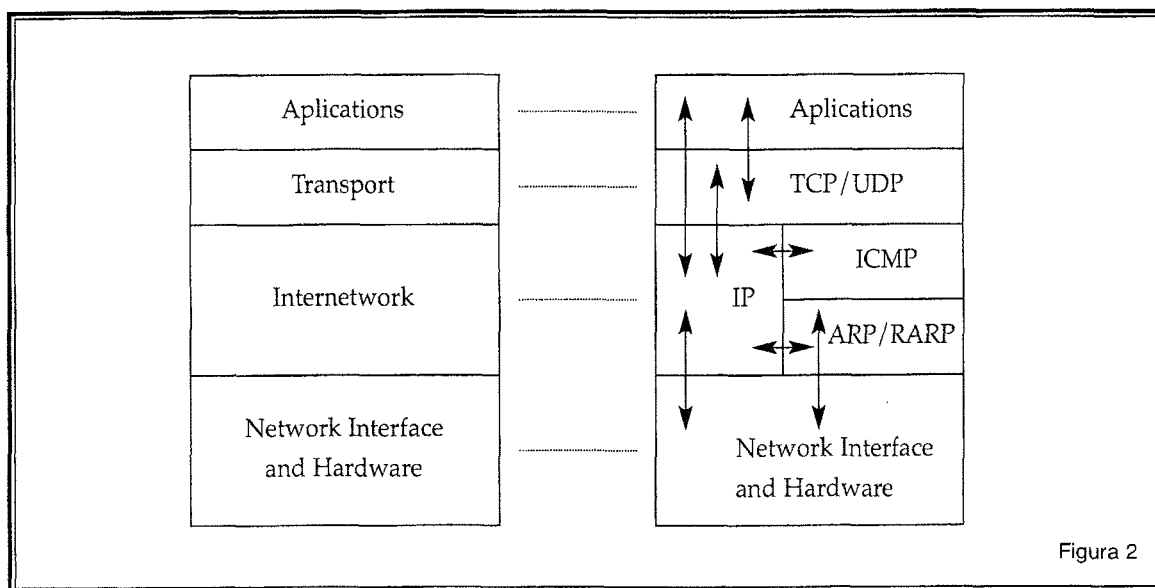 Aplications
Transport
Internetwork
Network Interface
and Hardware
Aplications
TCP/UDP
ICMP
IP
ARP/RARP
Network Interface
and Hardware
Figura 2